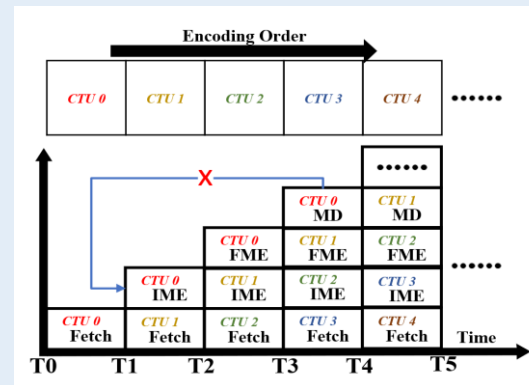 Encoding Order
CTU 0 CTU 1 CTU 2 CTU 3 CTU 4 ••••••
••••••
X
CTU 0 CTU 1
MD MD
CTU 0 CTU 1 CTU 2
FME FME FME
••••••
CTU 0 CTU 1 CTU 2 CTU 3
IME IME IME IME
CTU 0 CTU 1 CTU 2 CTU 3 CTU 4
Fetch Fetch Fetch Fetch Fetch Time
T0 T1 T2 T3 T4 T5